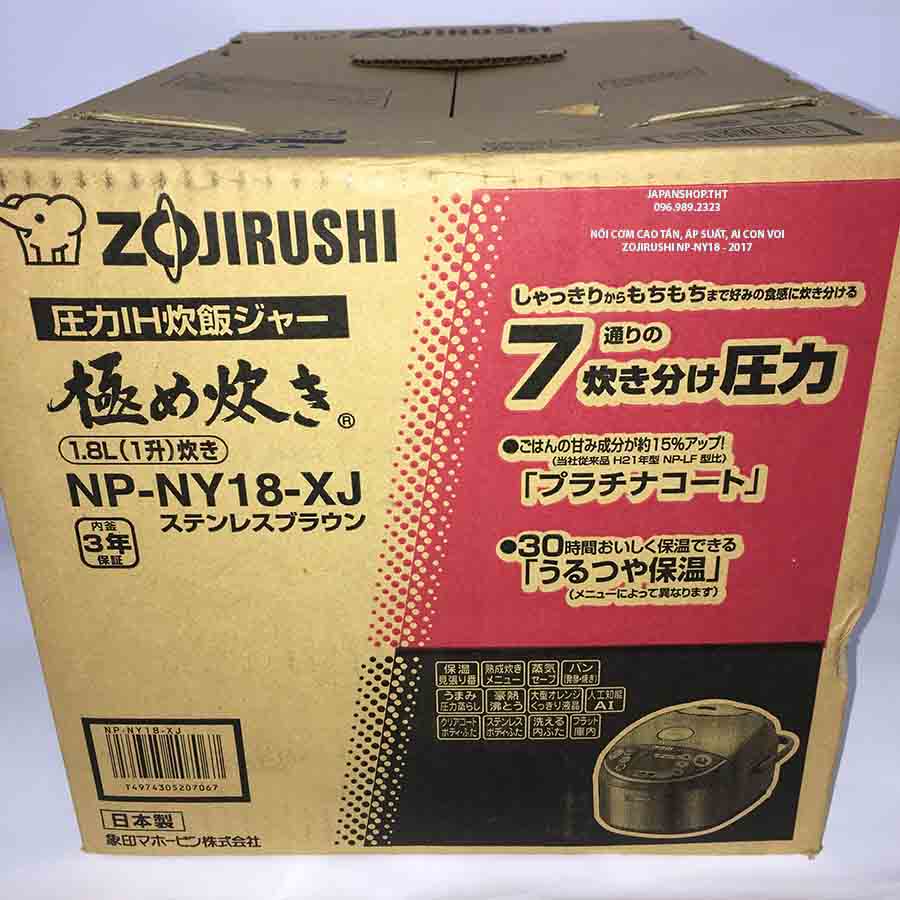 ZOJIRUSHI
ZOJIRUSHI
圧力IH炊飯ジャー
極め炊き®
1.8L(1升)炊き
NP-NY18-XJ
ステンレスブラウン
内釜
3年
保証
NP-NY18-XJ
T4974305207067
日本製
象印マホービン株式会社
JAPANSHOP.THT
096.989.2323
NỒI CƠM CAO TẦN, ÁP SUẤT, AI CON VOI
ZOJIRUSHI NP-NY18 - 2017
しゃっきりからもちもちまで好みの食感に炊き分ける
7通りの
炊き分け圧力
●ごはんの甘み成分が約15%アップ!
(当社従来品 H21年型 NP-LF 型比)
「プラチナコート」
●30時間おいしく保温できる
「うるつや保温」
(メニューによって異なります)
保温見張り番 熟成炊きメニュー 蒸気セーブ パン(発酵・焼き)
うまみ圧力蒸らし 豪熱沸とう 大型オレンジくっきり液晶 人工知能AI
クリアコートボディ・ふた ステンレスボディ・ふた 洗える内ぶた フラット庫内